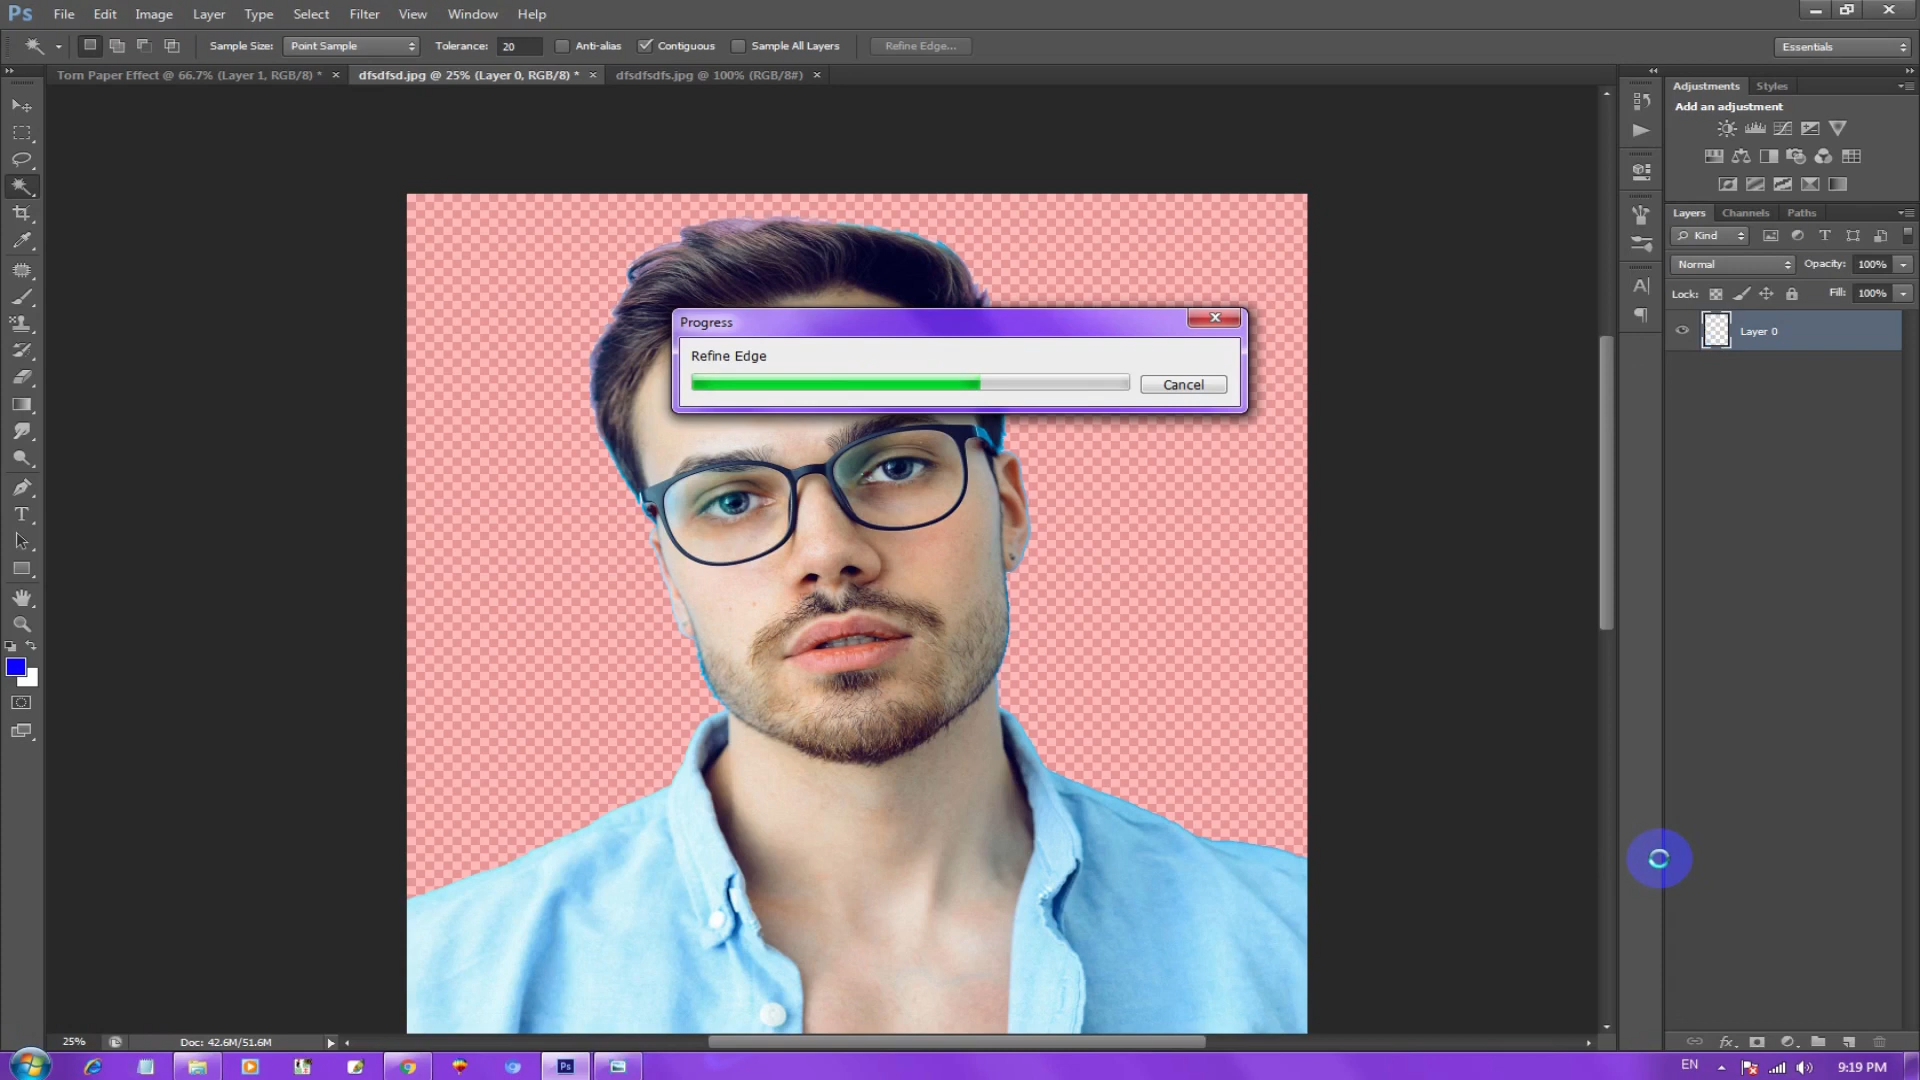 Ps File Edit Image Layer Type Select Filter View Window Help
Sample Size: Point Sample Tolerance: 20 Anti-alias Contiguous Sample All Layers Refine Edge... Essentials
Torn Paper Effect @ 66.7% (Layer 1, RGB/8) * × dfsdfsd.jpg @ 25% (Layer 0, RGB/8) * × dfsdfsdfs.jpg @ 100% (RGB/8#) ×
Adjustments Styles
Add an adjustment
Layers Channels Paths
Kind
Normal Opacity: 100%
Lock: Fill: 100%
Layer 0
Progress
Refine Edge
Cancel
25% Doc: 42.6M/51.6M
Ps EN 9:19 PM